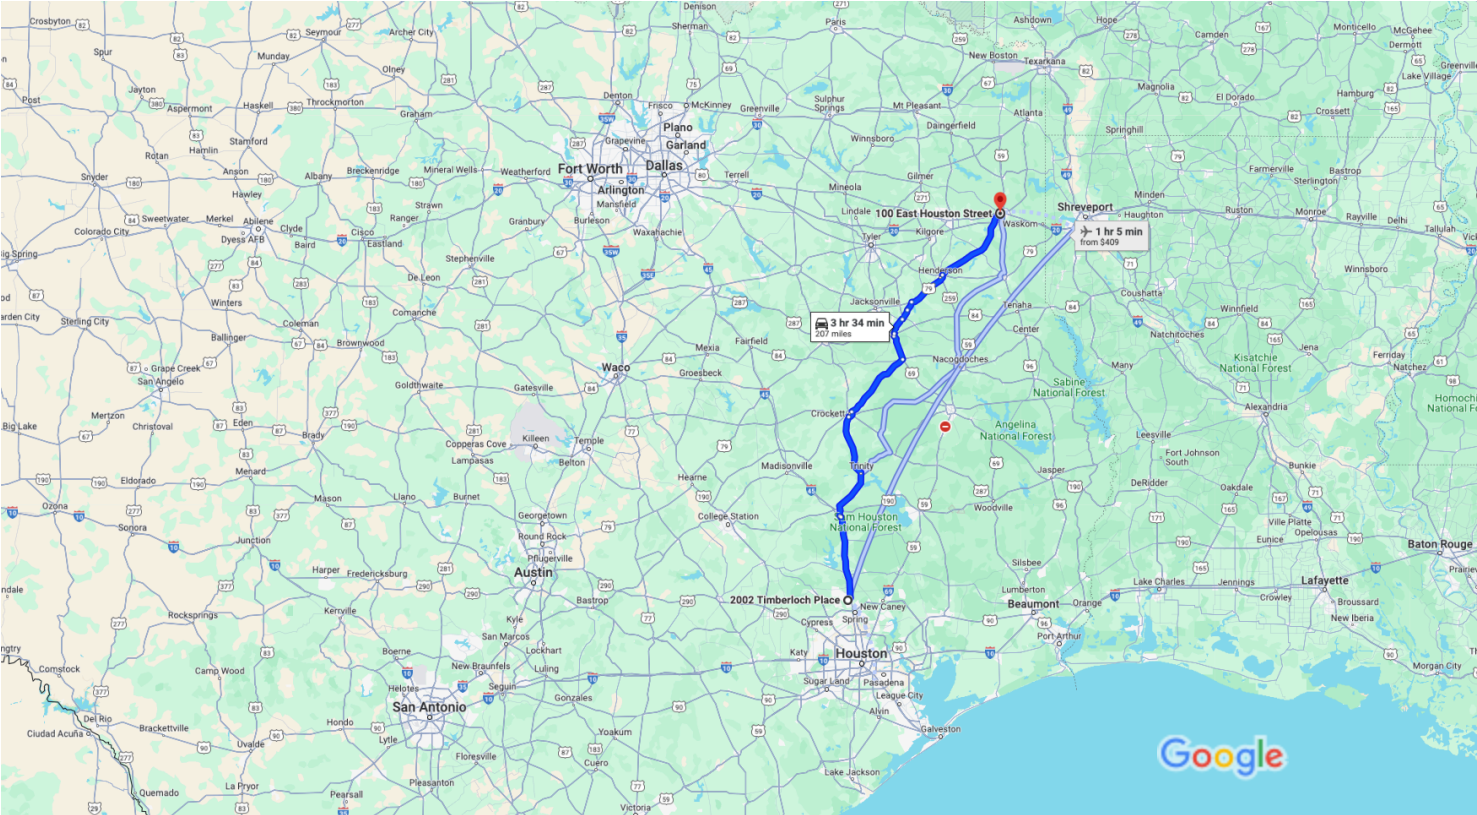 Crosbyton
Seymour
Archer City
Denison
Sherman
Paris
Ashdown
Hope
Camden
Monticello
McGehee
Dermott
Spur
Munday
New Boston
Texarkana
Greenville
Lake Village
Olney
Jayton
Post
Aspermont
Haskell
Throckmorton
Graham
Denton
Frisco
McKinney
Greenville
Sulphur
Springs
Mt Pleasant
Atlanta
Magnolia
El Dorado
Hamburg
Crossett
Plano
Garland
Grapevine
Winnsboro
Daingerfield
Springhill
Hamlin
Stamford
Rotan
Fort Worth
Dallas
Arlington
Mansfield
Anson
Albany
Breckenridge
Mineral Wells
Weatherford
Terrell
Mineola
Gilmer
Minden
Farmerville
Bastrop
Sterlington
Snyder
Hawley
Sweetwater
Merkel
Abilene
Clyde
Baird
Strawn
Ranger
Granbury
Burleson
Lindale
Kilgore
100 East Houston Street
Waskom
Shreveport
Haughton
Ruston
Monroe
Rayville
Delhi
Tallulah
Colorado City
Dyess AFB
Cisco
Eastland
Waxahachie
Tyler
1 hr 5 min
from $409
Stephenville
De Leon
Henderson
Winnsboro
Winters
Comanche
Jacksonville
Tenaha
Coushatta
Winnfield
Sterling City
Coleman
Ballinger
Brownwood
3 hr 34 min
207 miles
Center
Natchitoches
Mexia
Fairfield
Grape Creek
San Angelo
Goldthwaite
Gatesville
Waco
Groesbeck
Nacogdoches
Many
Kisatchie
National Forest
Ferriday
Natchez
Sabine
National Forest
Mertzon
Christoval
Eden
Brady
Killeen
Temple
Crockett
Angelina
National Forest
Alexandria
Big Lake
Copperas Cove
Lampasas
Belton
Leesville
Fort Johnson
South
Menard
Eldorado
Madisonville
Trinity
Jasper
Bunkie
Mason
Llano
Burnet
Hearne
DeRidder
Oakdale
Ozona
Sonora
Georgetown
Round Rock
College Station
Sam Houston
National Forest
Woodville
Ville Platte
Eunice
Opelousas
Junction
Pflugerville
Baton Rouge
Harper
Fredericksburg
Austin
Silsbee
Lumberton
Lake Charles
Jennings
Crowley
Lafayette
Broussard
New Iberia
Bastrop
2002 Timberloch Place
New Caney
Spring
Cypress
Beaumont
Orange
Port Arthur
Rocksprings
Kerrville
Kyle
San Marcos
Lockhart
Luling
Boerne
New Braunfels
Seguin
Katy
Houston
Sugar Land
Pasadena
League City
Alvin
Morgan City
Comstock
Camp Wood
Helotes
San Antonio
Gonzales
Del Rio
Ciudad Acuña
Brackettville
Hondo
Lytle
Uvalde
Yoakum
Cuero
Galveston
Floresville
Pleasanton
Lake Jackson
Quemado
La Pryor
Pearsall
Victoria
Google